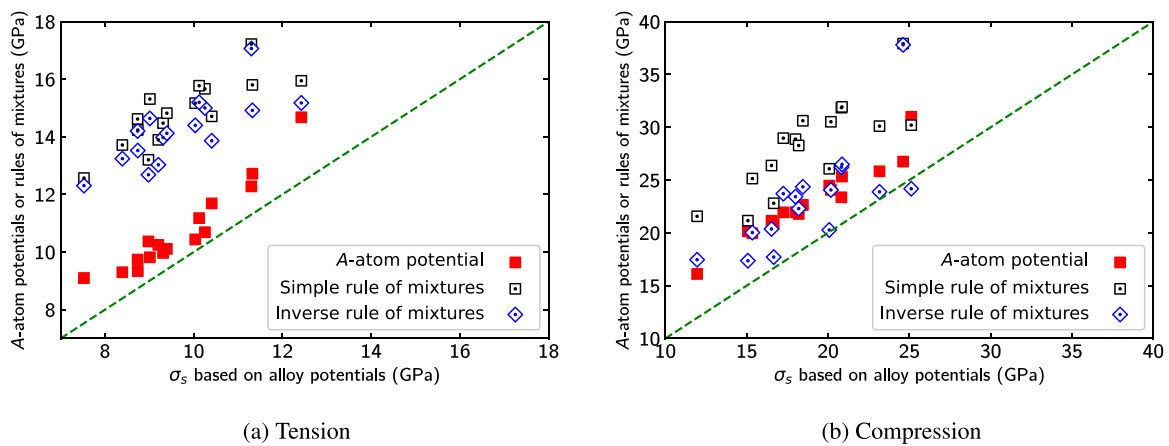 A-atom potentials or rules of mixtures (GPa)
18
16
14
12
10
8
A-atom potential
Simple rule of mixtures
Inverse rule of mixtures
8 10 12 14 16 18
σs based on alloy potentials (GPa)
(a) Tension
A-atom potentials or rules of mixtures (GPa)
40
35
30
25
20
15
10
A-atom potential
Simple rule of mixtures
Inverse rule of mixtures
10 15 20 25 30 35 40
σs based on alloy potentials (GPa)
(b) Compression